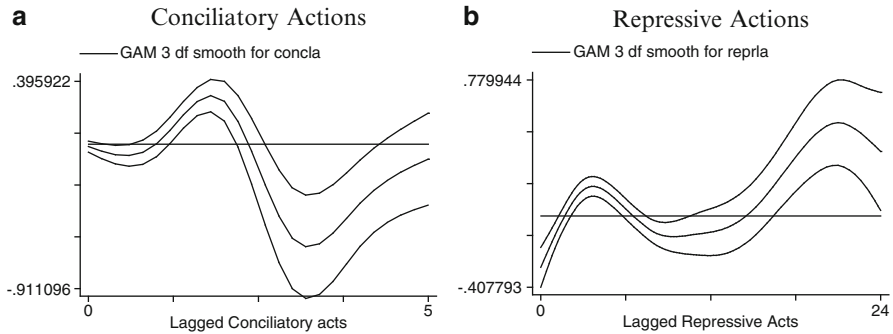 a Conciliatory Actions
GAM 3 df smooth for concla
.395922
-.911096
0 5
Lagged Conciliatory acts
b Repressive Actions
GAM 3 df smooth for reprla
.779944
-.407793
0 24
Lagged Repressive Acts